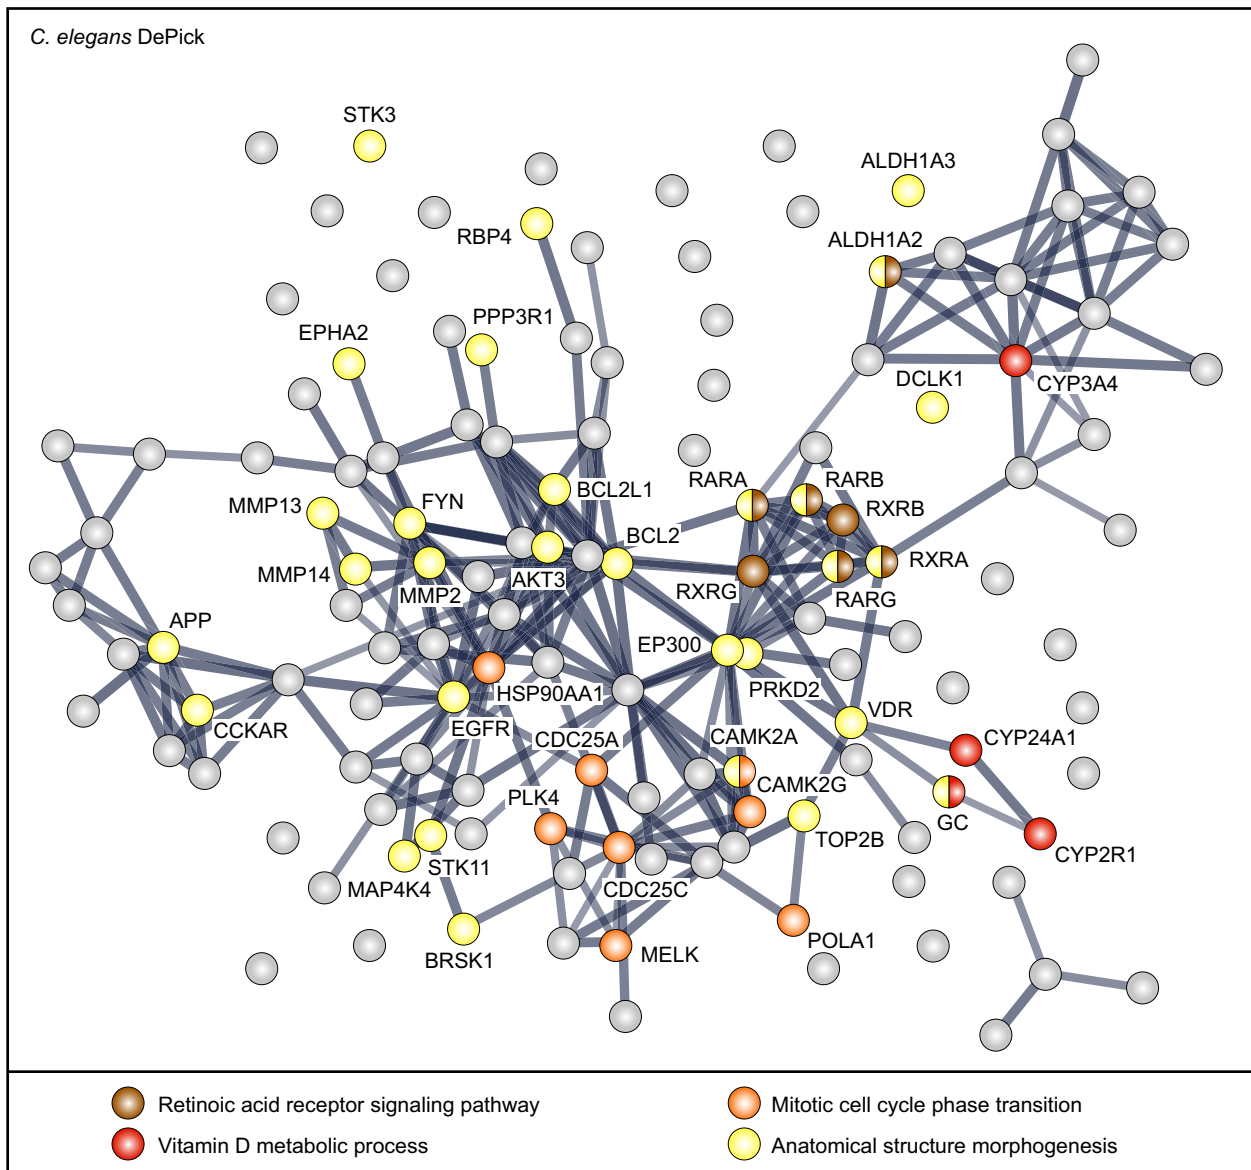 C. elegans DePick
STK3
ALDH1A3
RBP4
ALDH1A2
PPP3R1
EPHA2
DCLK1
CYP3A4
BCL2L1
RARA
RARB
MMP13
FYN
RXRB
BCL2
MMP14
AKT3
RXRA
MMP2
RXRG
RARG
APP
EP300
HSP90AA1
PRKD2
CCKAR
EGFR
VDR
CDC25A
CAMK2A
CYP24A1
CAMK2G
PLK4
GC
TOP2B
CYP2R1
STK11
MAP4K4
CDC25C
BRSK1
MELK
POLA1
Retinoic acid receptor signaling pathway
Mitotic cell cycle phase transition
Vitamin D metabolic process
Anatomical structure morphogenesis